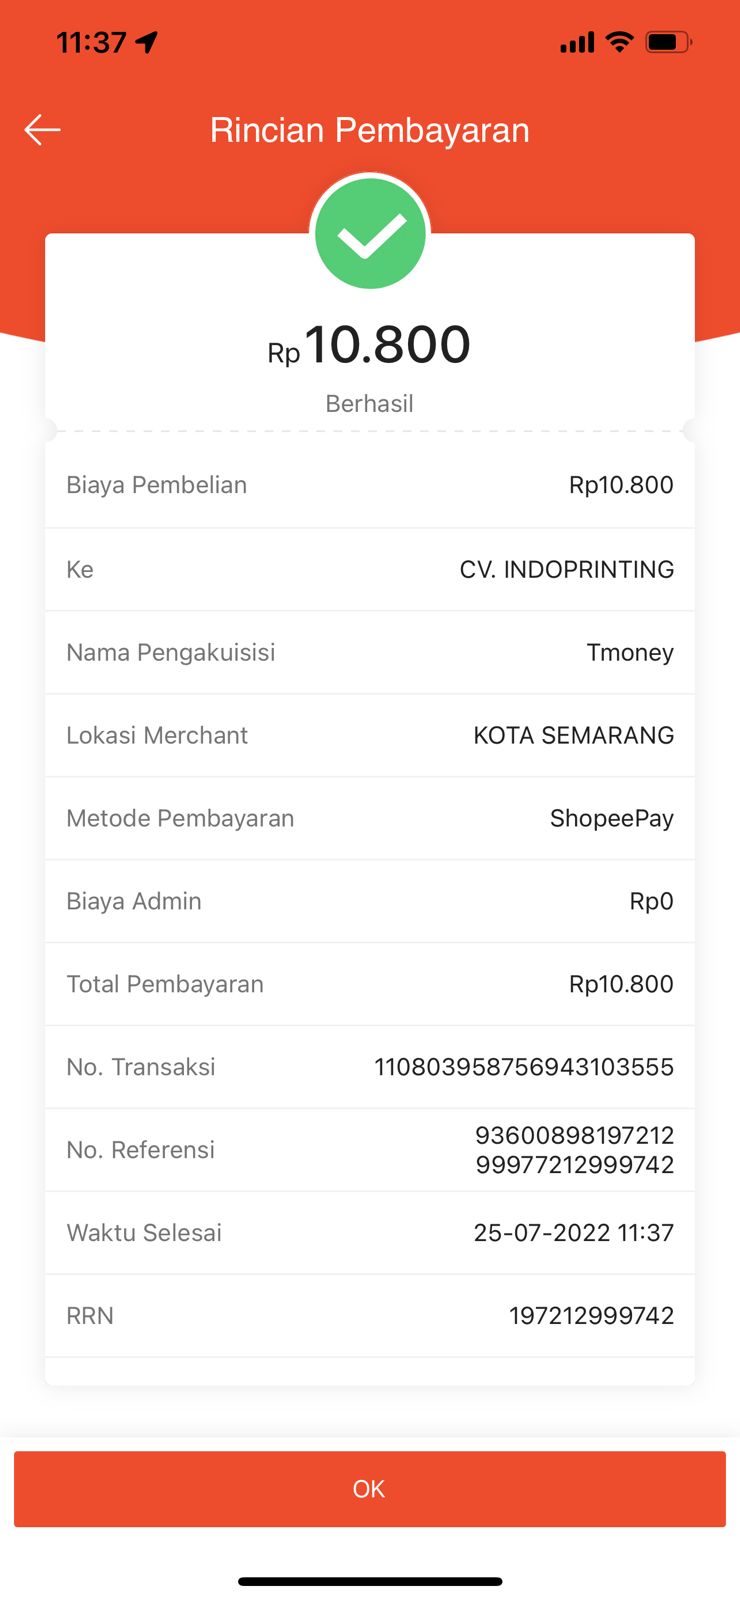 11:37
Rincian Pembayaran
Rp10.800
Berhasil
Biaya Pembelian Rp10.800
Ke CV. INDOPRINTING
Nama Pengakuisisi Tmoney
Lokasi Merchant KOTA SEMARANG
Metode Pembayaran ShopeePay
Biaya Admin Rp0
Total Pembayaran Rp10.800
No. Transaksi 110803958756943103555
No. Referensi 93600898197212
99977212999742
Waktu Selesai 25-07-2022 11:37
RRN 197212999742
OK